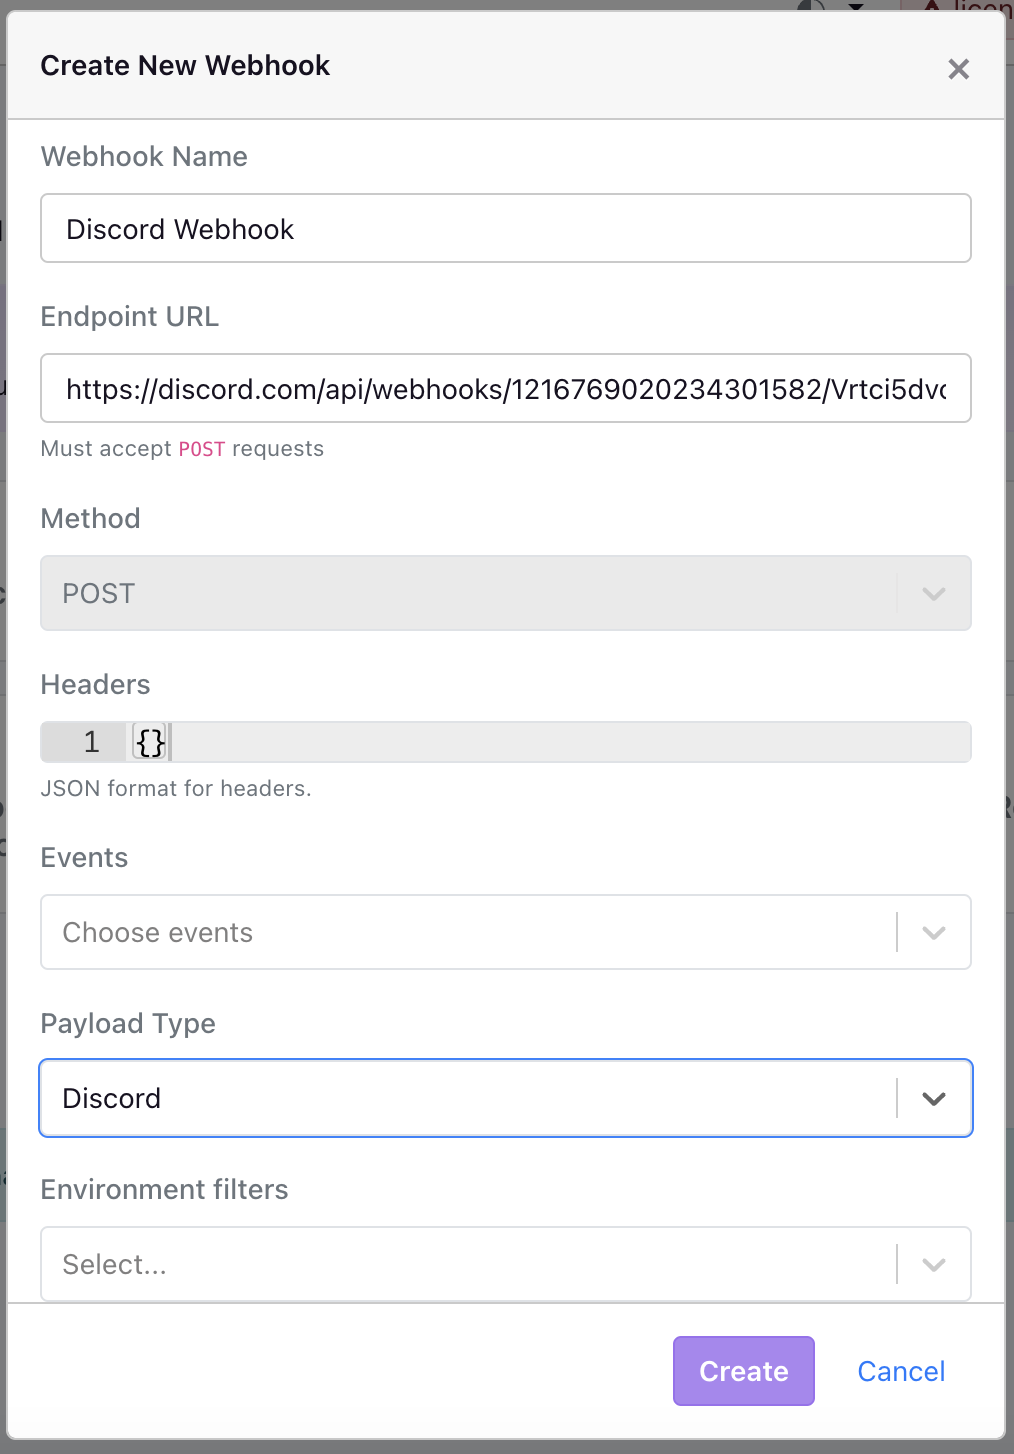 Create New Webhook
Webhook Name
Discord Webhook
Endpoint URL
https://discord.com/api/webhooks/1216769020234301582/Vrtci5dvc
Must accept POST requests
Method
POST
Headers
1 {}
JSON format for headers.
Events
Choose events
Payload Type
Discord
Environment filters
Select...
Create Cancel